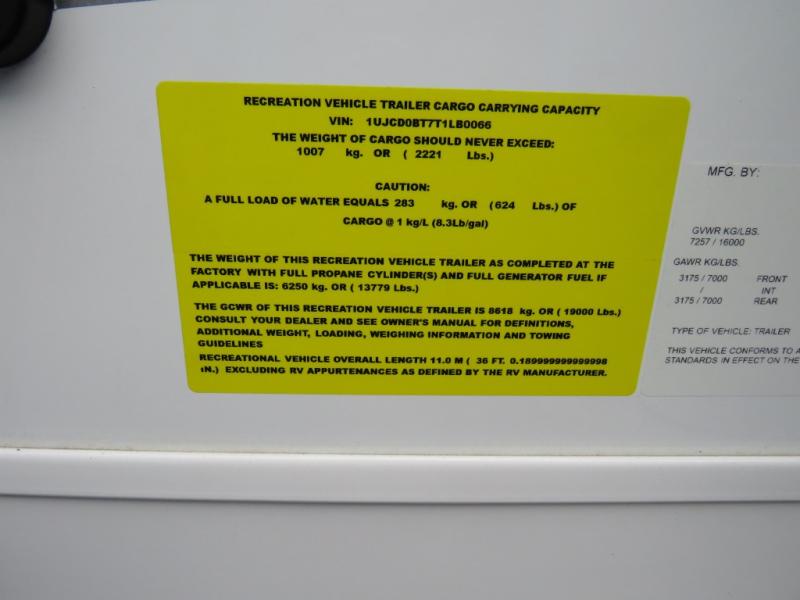 RECREATION VEHICLE TRAILER CARGO CARRYING CAPACITY
VIN: 1UJCD0BT7T1LB0066
THE WEIGHT OF CARGO SHOULD NEVER EXCEED:
1007 kg. OR ( 2221 Lbs.)
CAUTION:
A FULL LOAD OF WATER EQUALS 283 kg. OR (624 Lbs.) OF
CARGO @ 1 kg/L (8.3Lb/gal)
THE WEIGHT OF THIS RECREATION VEHICLE TRAILER AS COMPLETED AT THE
FACTORY WITH FULL PROPANE CYLINDER(S) AND FULL GENERATOR FUEL IF
APPLICABLE IS: 6250 kg. OR ( 13779 Lbs.)
THE GCWR OF THIS RECREATION VEHICLE TRAILER IS 8618 kg. OR ( 19000 Lbs.)
CONSULT YOUR DEALER AND SEE OWNER'S MANUAL FOR DEFINITIONS,
ADDITIONAL WEIGHT, LOADING, WEIGHING INFORMATION AND TOWING
GUIDELINES
RECREATIONAL VEHICLE OVERALL LENGTH 11.0 M ( 36 FT. 0.189999999999998
IN.) EXCLUDING RV APPURTENANCES AS DEFINED BY THE RV MANUFACTURER.
MFG. BY:
GVWR KG/LBS.
7257 / 16000
GAWR KG/LBS.
3175 / 7000 FRONT
/ INT
3175 / 7000 REAR
TYPE OF VEHICLE: TRAILER
THIS VEHICLE CONFORMS TO A
STANDARDS IN EFFECT ON THE